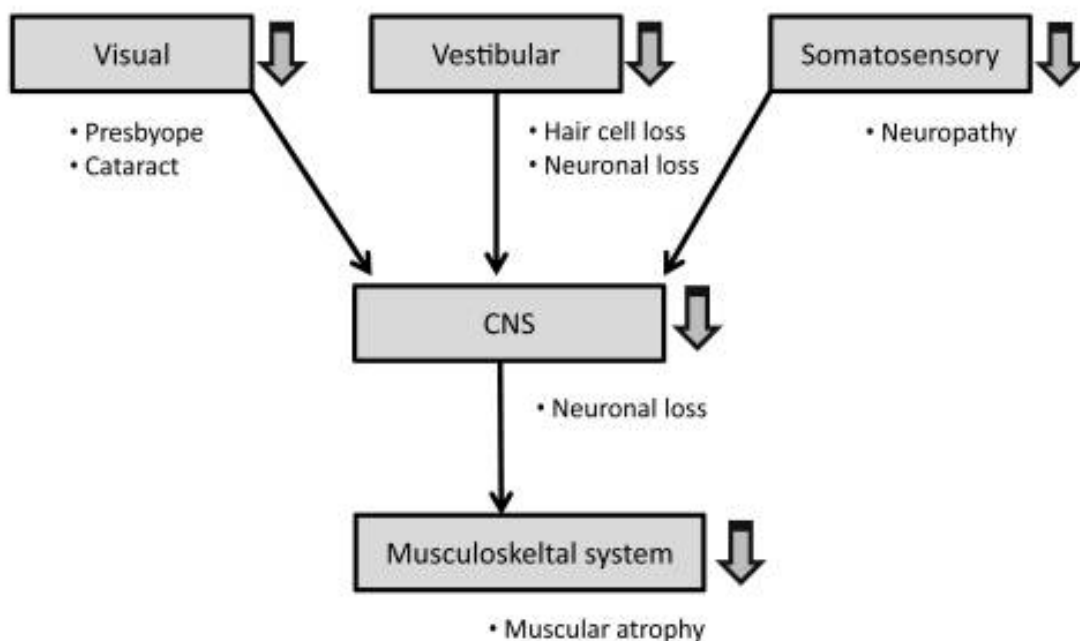 Visual
Vestibular
Somatosensory
• Presbyope
• Cataract
• Hair cell loss
• Neuronal loss
• Neuropathy
CNS
• Neuronal loss
Musculoskeltal system
• Muscular atrophy